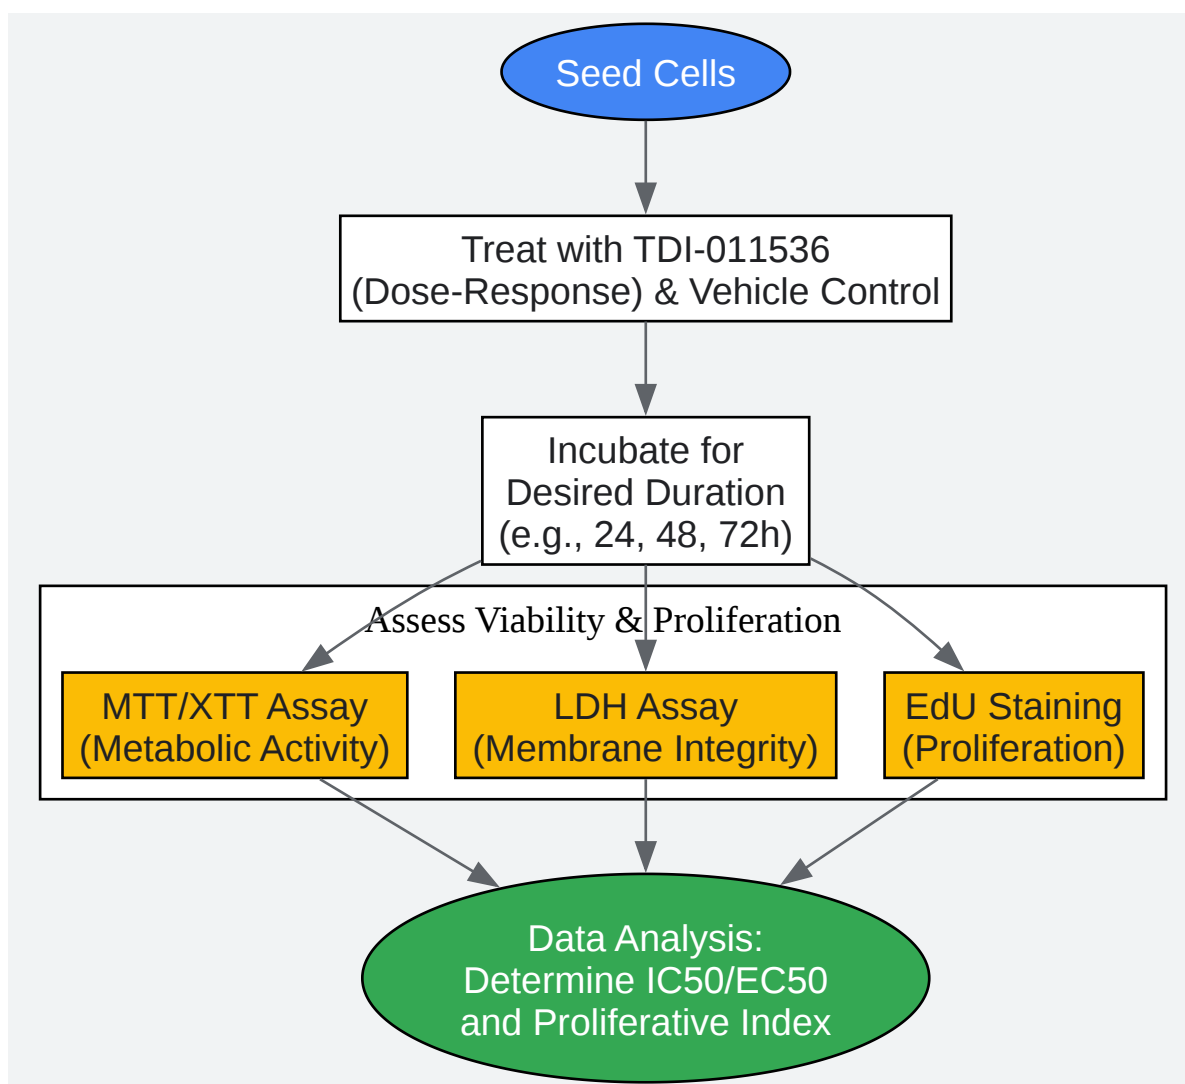 Seed Cells
Treat with TDI-011536
(Dose-Response) & Vehicle Control
Incubate for
Desired Duration
(e.g., 24, 48, 72h)
Assess Viability & Proliferation
MTT/XTT Assay
(Metabolic Activity)
LDH Assay
(Membrane Integrity)
EdU Staining
(Proliferation)
Data Analysis:
Determine IC50/EC50
and Proliferative Index